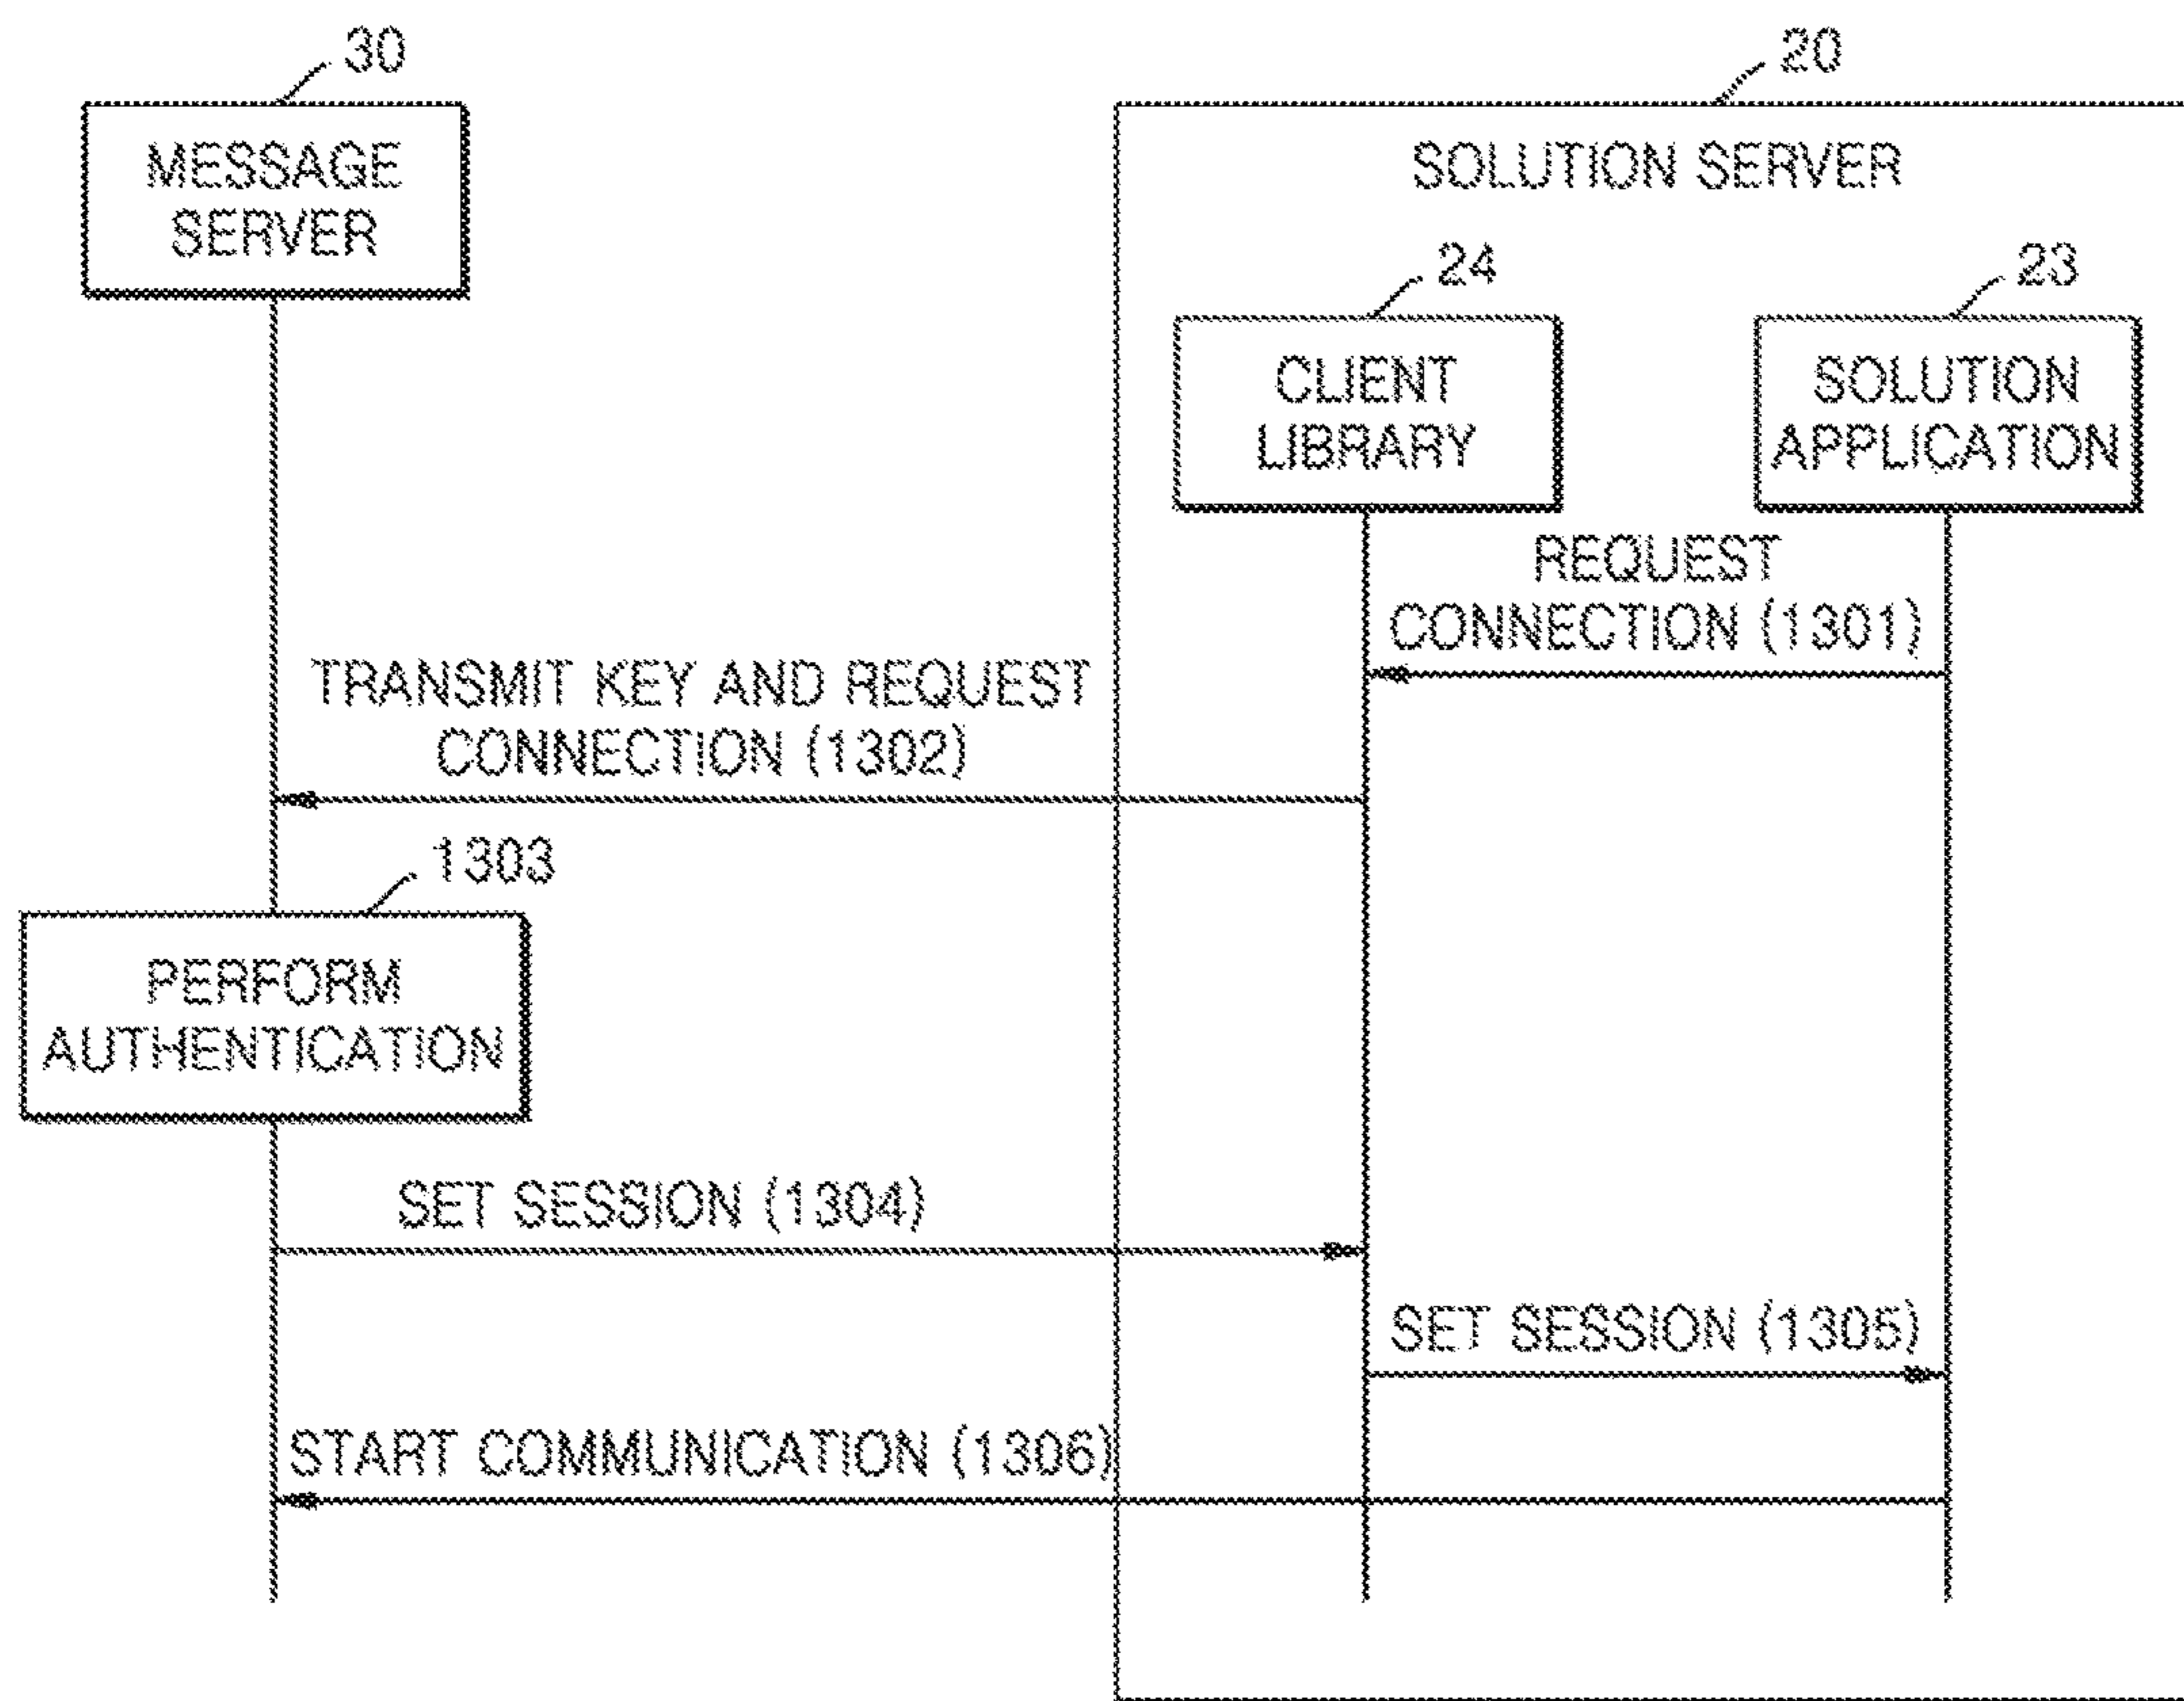 30
20
MESSAGE
SERVER
SOLUTION SERVER
24
23
CLIENT
LIBRARY
SOLUTION
APPLICATION
REQUEST
CONNECTION (1301)
TRANSMIT KEY AND REQUEST
CONNECTION (1302)
1303
PERFORM
AUTHENTICATION
SET SESSION (1304)
SET SESSION (1305)
START COMMUNICATION (1306)